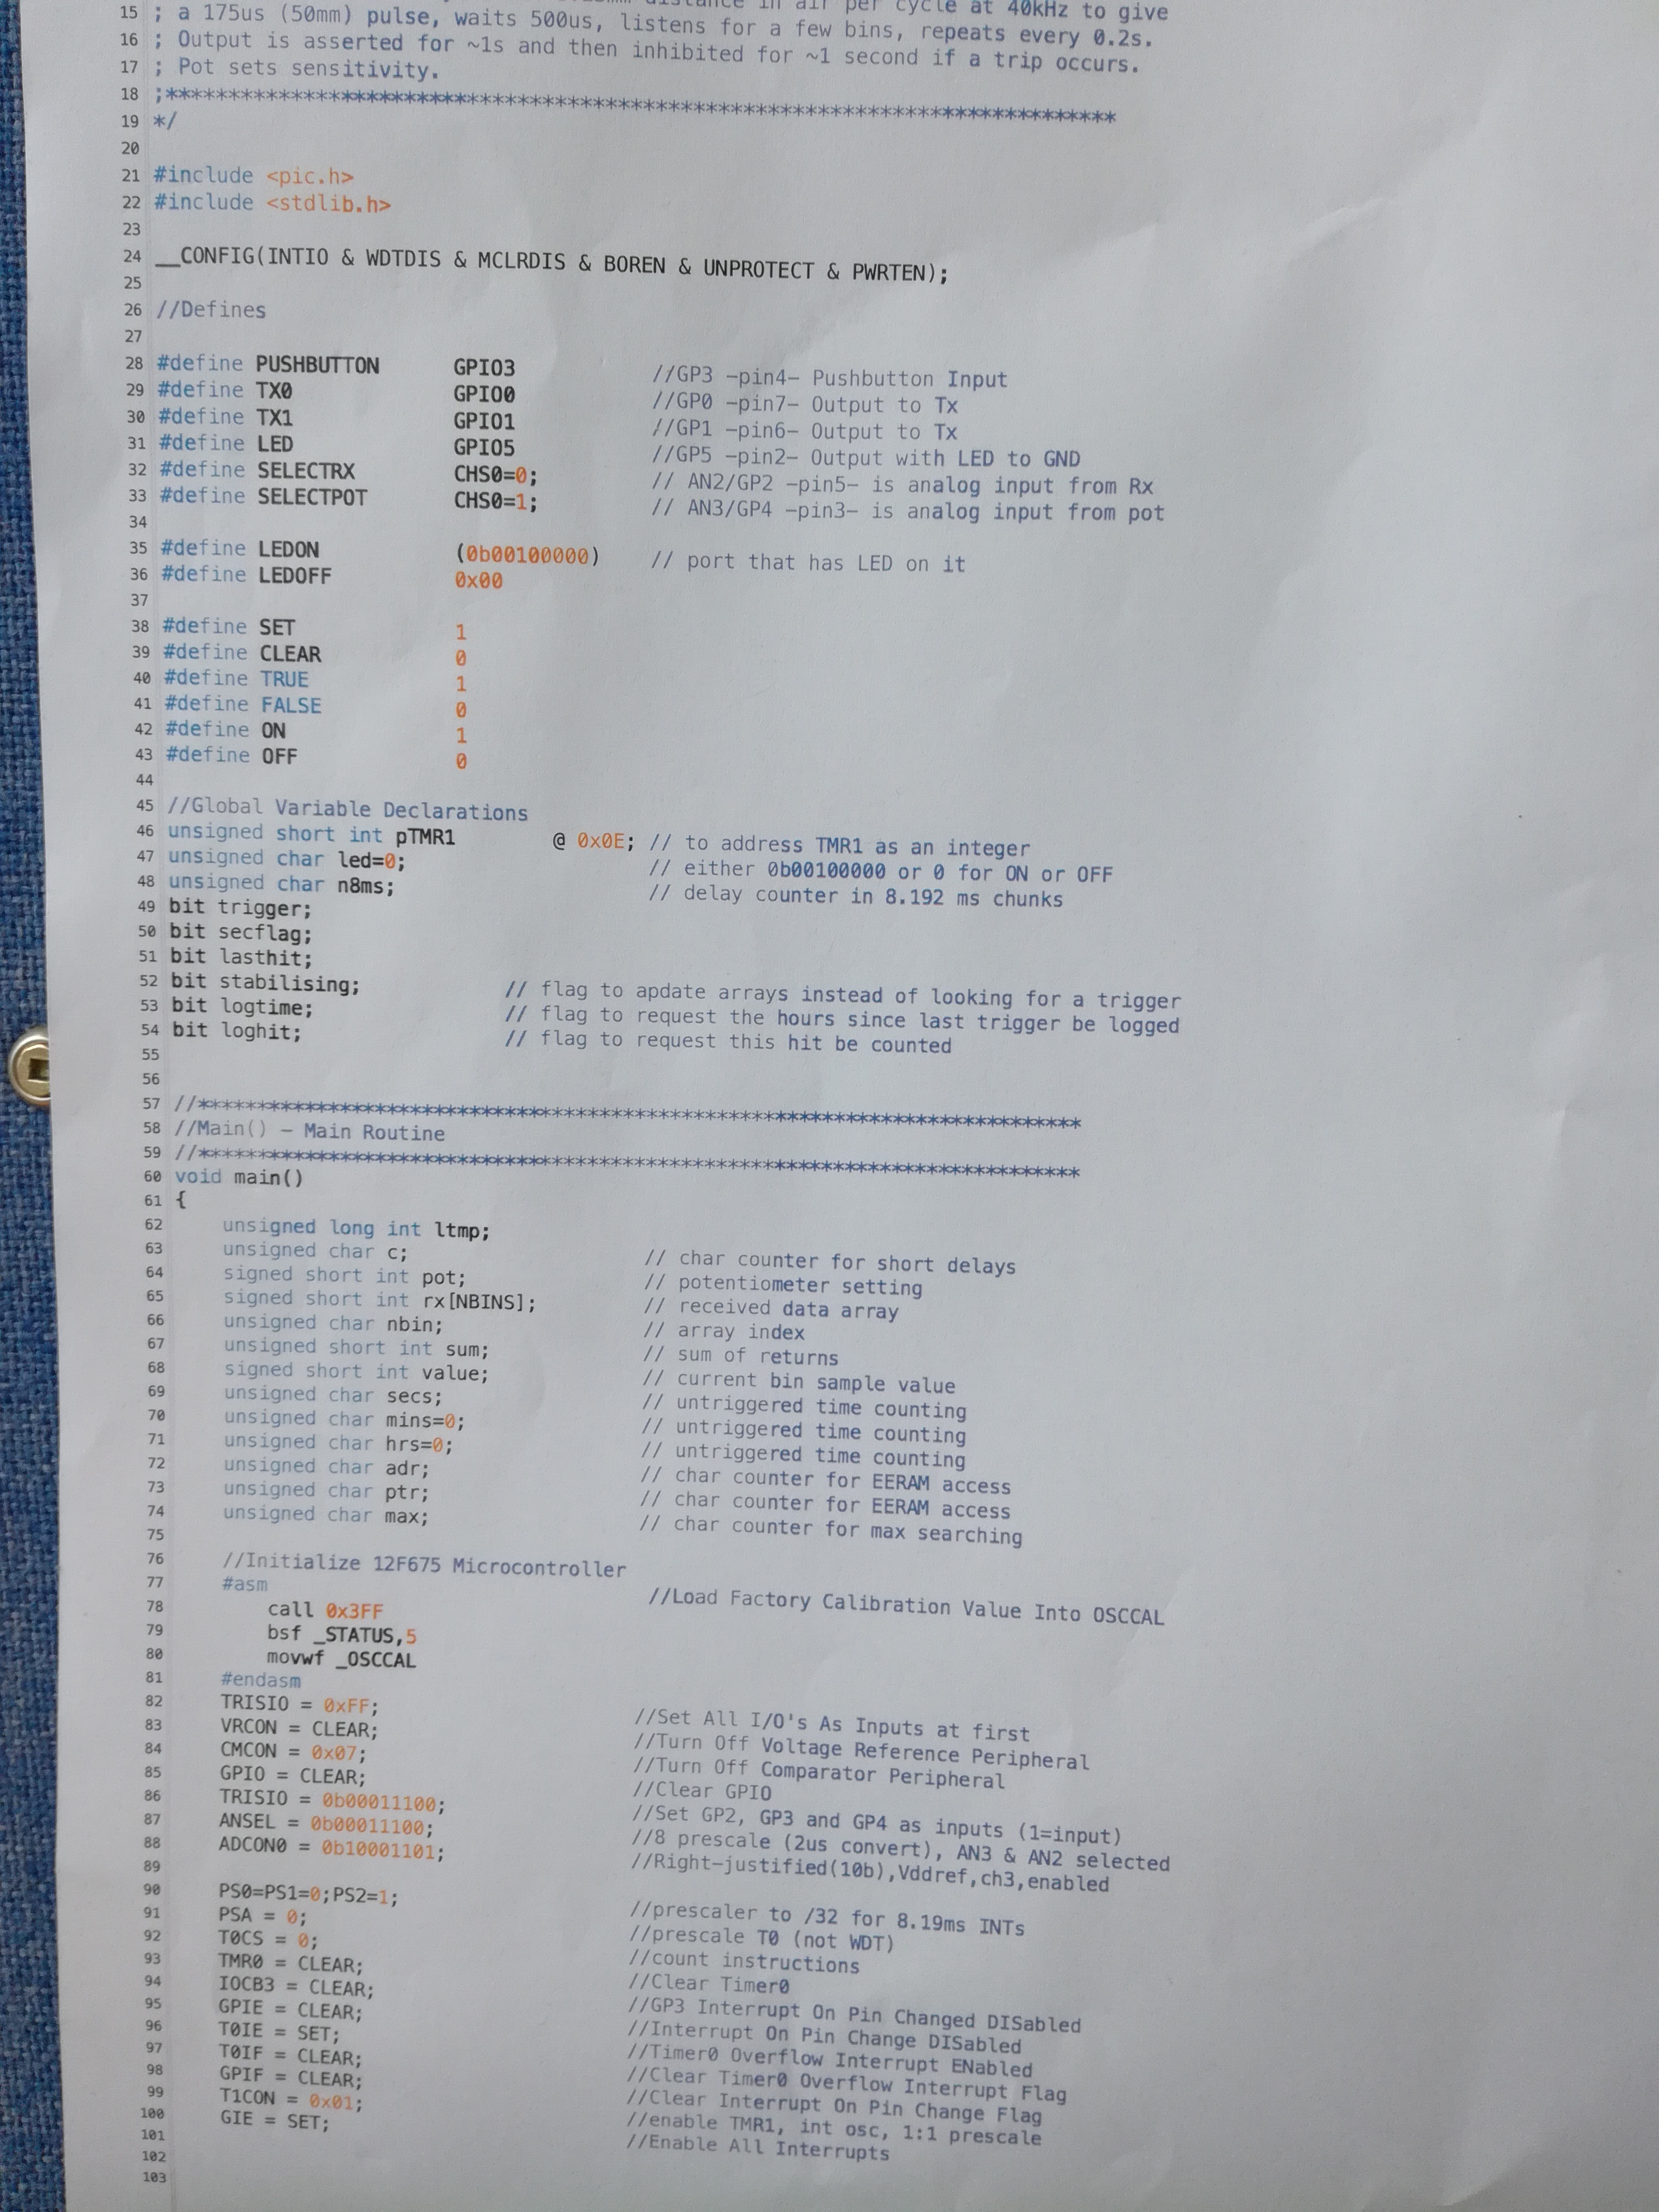 distance in air per cycle at 40kHz to give
15 ; a 175us (50mm) pulse, waits 500us, listens for a few bins, repeats every 0.2s.
16 ; Output is asserted for ~1s and then inhibited for ~1 second if a trip occurs.
17 ; Pot sets sensitivity.
18 ;******************************************************************************
19 */
20
21 #include <pic.h>
22 #include <stdlib.h>
23
24 __CONFIG(INTIO & WDTDIS & MCLRDIS & BOREN & UNPROTECT & PWRTEN);
25
26 //Defines
27
28 #define PUSHBUTTON GPIO3 //GP3 -pin4- Pushbutton Input
29 #define TX0 GPIO0 //GP0 -pin7- Output to Tx
30 #define TX1 GPIO1 //GP1 -pin6- Output to Tx
31 #define LED GPIO5 //GP5 -pin2- Output with LED to GND
32 #define SELECTRX CHS0=0; // AN2/GP2 -pin5- is analog input from Rx
33 #define SELECTPOT CHS0=1; // AN3/GP4 -pin3- is analog input from pot
34
35 #define LEDON (0b00100000) // port that has LED on it
36 #define LEDOFF 0x00
37
38 #define SET 1
39 #define CLEAR 0
40 #define TRUE 1
41 #define FALSE 0
42 #define ON 1
43 #define OFF 0
44
45 //Global Variable Declarations
46 unsigned short int pTMR1 @ 0x0E; // to address TMR1 as an integer
47 unsigned char led=0; // either 0b00100000 or 0 for ON or OFF
48 unsigned char n8ms; // delay counter in 8.192 ms chunks
49 bit trigger;
50 bit secflag;
51 bit lasthit;
52 bit stabilising; // flag to apdate arrays instead of looking for a trigger
53 bit logtime; // flag to request the hours since last trigger be logged
54 bit loghit; // flag to request this hit be counted
55
56
57 //**************************************************************************
58 //Main() - Main Routine
59 //**************************************************************************
60 void main()
61 {
62 unsigned long int ltmp;
63 unsigned char c; // char counter for short delays
64 signed short int pot; // potentiometer setting
65 signed short int rx[NBINS]; // received data array
66 unsigned char nbin; // array index
67 unsigned short int sum; // sum of returns
68 signed short int value; // current bin sample value
69 unsigned char secs; // untriggered time counting
70 unsigned char mins=0; // untriggered time counting
71 unsigned char hrs=0; // untriggered time counting
72 unsigned char adr; // char counter for EERAM access
73 unsigned char ptr; // char counter for EERAM access
74 unsigned char max; // char counter for max searching
75
76 //Initialize 12F675 Microcontroller
77 #asm //Load Factory Calibration Value Into OSCCAL
78 call 0x3FF
79 bsf _STATUS,5
80 movwf _OSCCAL
81 #endasm
82 TRISIO = 0xFF; //Set All I/O's As Inputs at first
83 VRCON = CLEAR; //Turn Off Voltage Reference Peripheral
84 CMCON = 0x07; //Turn Off Comparator Peripheral
85 GPIO = CLEAR; //Clear GPIO
86 TRISIO = 0b00011100; //Set GP2, GP3 and GP4 as inputs (1=input)
87 ANSEL = 0b00011100; //8 prescale (2us convert), AN3 & AN2 selected
88 ADCON0 = 0b10001101; //Right-justified(10b),Vddref,ch3,enabled
89
90 PS0=PS1=0;PS2=1; //prescaler to /32 for 8.19ms INTs
91 PSA = 0; //prescale T0 (not WDT)
92 T0CS = 0; //count instructions
93 TMR0 = CLEAR; //Clear Timer0
94 IOCB3 = CLEAR; //GP3 Interrupt On Pin Changed DISabled
95 GPIE = CLEAR; //Interrupt On Pin Change DISabled
96 T0IE = SET; //Timer0 Overflow Interrupt ENabled
97 T0IF = CLEAR; //Clear Timer0 Overflow Interrupt Flag
98 GPIF = CLEAR; //Clear Interrupt On Pin Change Flag
99 T1CON = 0x01; //enable TMR1, int osc, 1:1 prescale
100 GIE = SET; //Enable All Interrupts
101
102
103